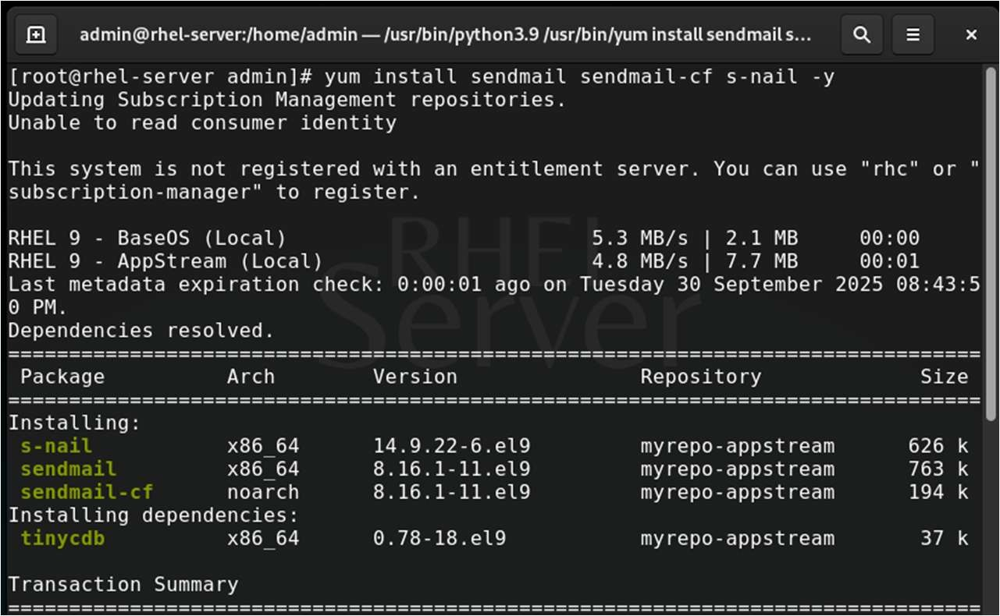 admin@rhel-server:/home/admin — /usr/bin/python3.9 /usr/bin/yum install sendmail s...
[root@rhel-server admin]# yum install sendmail sendmail-cf s-nail -y
Updating Subscription Management repositories.
Unable to read consumer identity
This system is not registered with an entitlement server. You can use "rhc" or "
subscription-manager" to register.
RHEL 9 - BaseOS (Local) 5.3 MB/s | 2.1 MB 00:00
RHEL 9 - AppStream (Local) 4.8 MB/s | 7.7 MB 00:01
Last metadata expiration check: 0:00:01 ago on Tuesday 30 September 2025 08:43:5
0 PM.
Dependencies resolved.
================================================================================
Package Arch Version Repository Size
================================================================================
Installing:
s-nail x86_64 14.9.22-6.el9 myrepo-appstream 626 k
sendmail x86_64 8.16.1-11.el9 myrepo-appstream 763 k
sendmail-cf noarch 8.16.1-11.el9 myrepo-appstream 194 k
Installing dependencies:
tinycdb x86_64 0.78-18.el9 myrepo-appstream 37 k
Transaction Summary
================================================================================
RHEL
Server